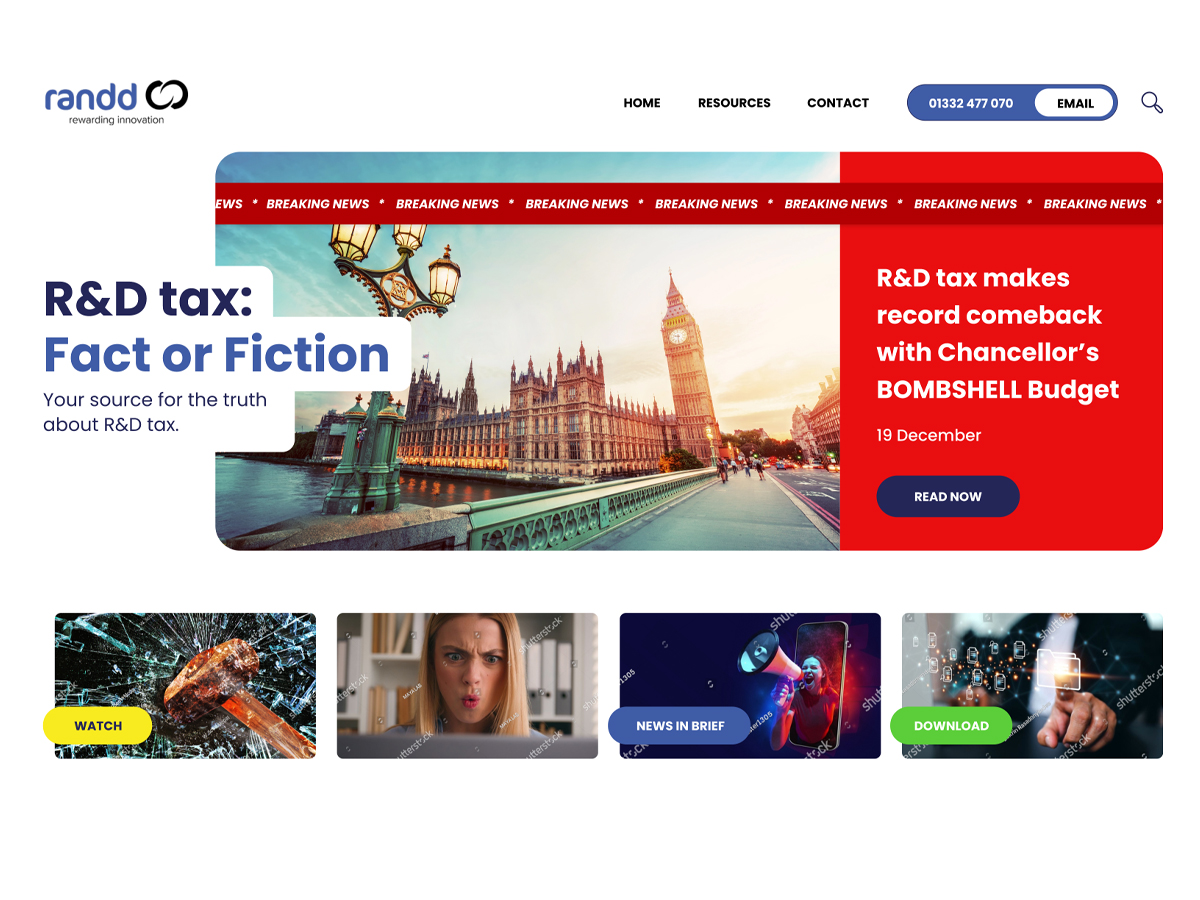 randd
rewarding innovation
HOME RESOURCES CONTACT 01332 477 070 EMAIL
EWS * BREAKING NEWS * BREAKING NEWS * BREAKING NEWS * BREAKING NEWS * BREAKING NEWS * BREAKING NEWS * BREAKING NEWS *
R&D tax:
Fact or Fiction
Your source for the truth
about R&D tax.
R&D tax makes
record comeback
with Chancellor’s
BOMBSHELL Budget
19 December
READ NOW
WATCH
NEWS IN BRIEF
DOWNLOAD
shutterstock
shutterstock